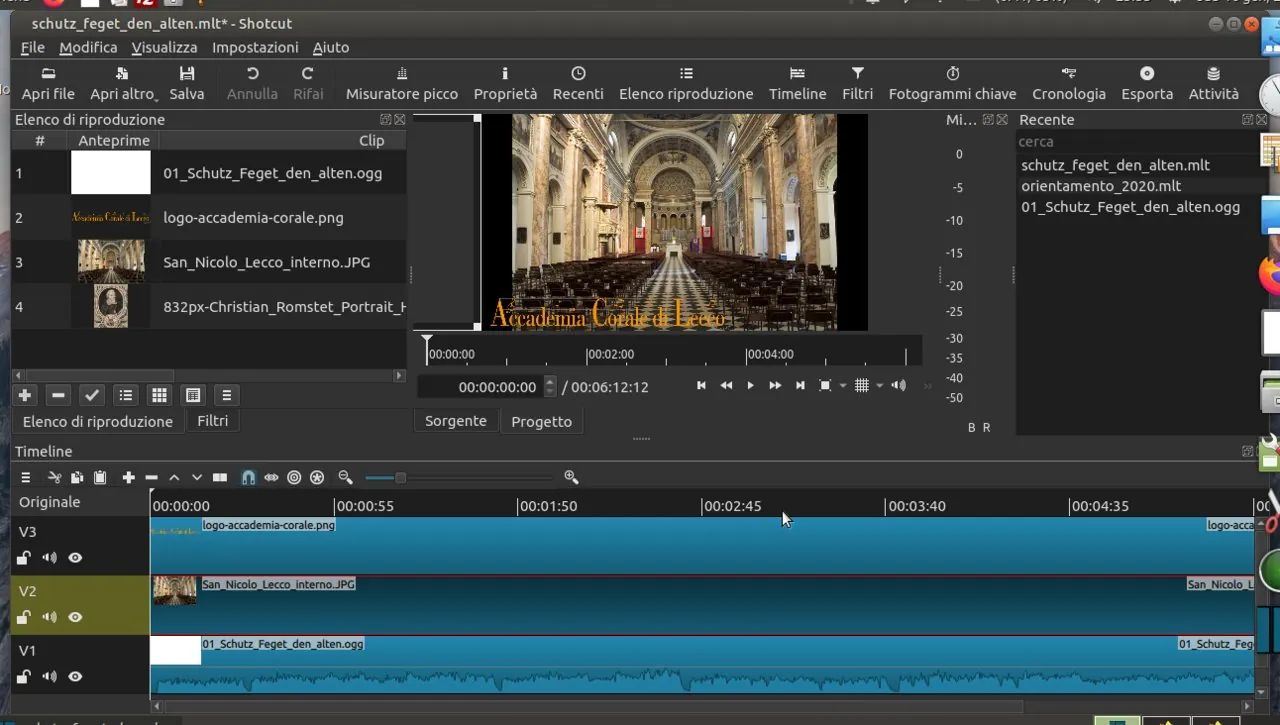 schutz_feget_den_alten.mlt* - Shotcut
File Modifica Visualizza Impostazioni Aiuto
Apri file Apri altro Salva Annulla Rifai Misuratore picco Proprietà Recenti Elenco riproduzione Timeline Filtri Fotogrammi chiave Cronologia Esporta Attività
Elenco di riproduzione
# Anteprime Clip
1 01_Schutz_Feget_den_alten.ogg
2 logo-accademia-corale.png
3 San_Nicolo_Lecco_interno.JPG
4 832px-Christian_Romstet_Portrait_H
Elenco di riproduzione Filtri
Accademia Corale di Lecco
00:00:00 00:02:00 00:04:00
00:00:00:00 / 00:06:12:12
Sorgente Progetto
Mi...
0
-5
-10
-15
-20
-25
-30
-35
-40
-50
B R
Recente
cerca
schutz_feget_den_alten.mlt
orientamento_2020.mlt
01_Schutz_Feget_den_alten.ogg
Timeline
Originale 00:00:00 00:00:55 00:01:50 00:02:45 00:03:40 00:04:35
V3 logo-accademia-corale.png logo-acca
V2 San_Nicolo_Lecco_interno.JPG San_Nicolo_L
V1 01_Schutz_Feget_den_alten.ogg 01_Schutz_Feg